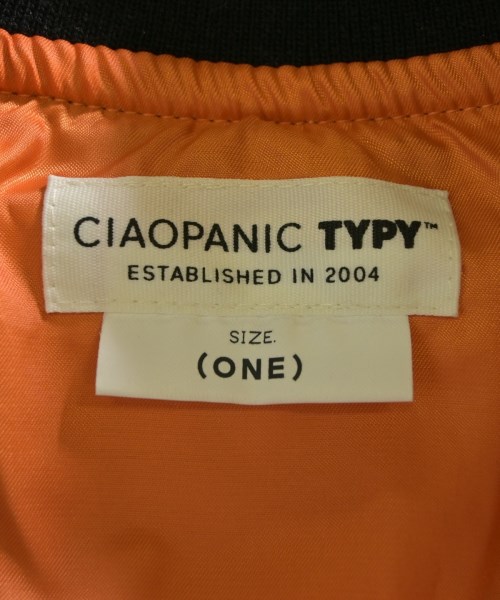 CIAOPANIC TYPY™
ESTABLISHED IN 2004
SIZE.
(ONE)